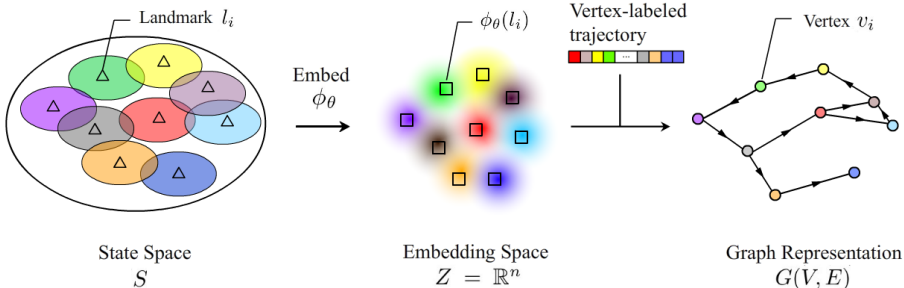 Landmark $l_i$
Embed
$\phi_\theta$
$\phi_\theta(l_i)$
Vertex-labeled
trajectory
...
Vertex $v_i$
State Space
$S$
Embedding Space
$Z = \mathbb{R}^n$
Graph Representation
$G(V, E)$